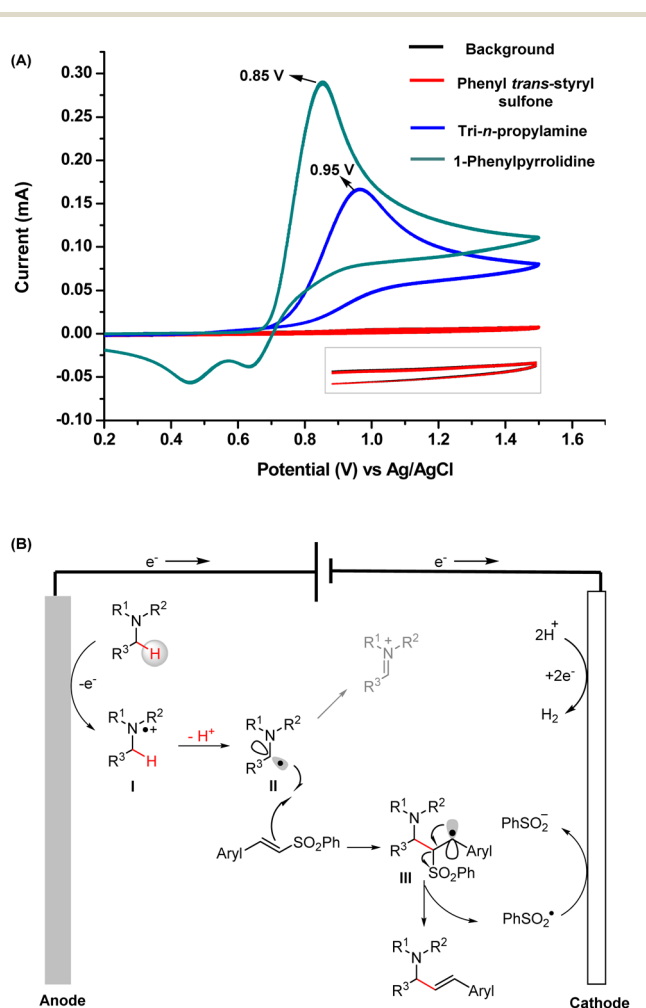 (A)
Background
Phenyl trans-styryl
sulfone
Tri-n-propylamine
1-Phenylpyrrolidine
0.85 V
0.95 V
Current (mA)
0.30
0.25
0.20
0.15
0.10
0.05
0.00
-0.05
-0.10
0.2 0.4 0.6 0.8 1.0 1.2 1.4 1.6
Potential (V) vs Ag/AgCl
(B)
e-
e-
R1 N R2
R3 H
-e-
R1 N •+ R2
R3 H
I
- H+
R1 N R2
R3 •
II
R1 + N R2
R3
2H+
+2e-
H2
Aryl SO2Ph
R1 N R2
R3 • Aryl
SO2Ph
III
PhSO2−
PhSO2•
R1 N R2
R3 Aryl
Anode
Cathode